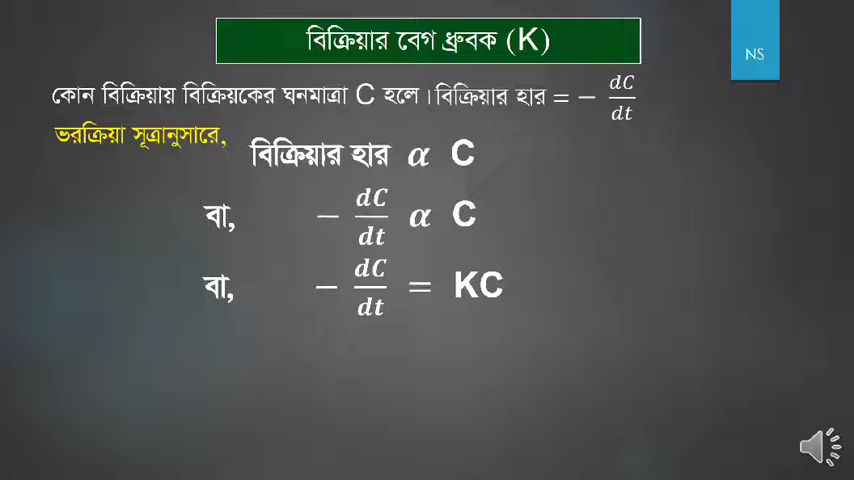 বিক্রিয়ার বেগ ধ্রুবক (K)
NS
কোন বিক্রিয়ায় বিক্রিয়কের ঘনমাত্রা C হলে। বিক্রিয়ার হার = − dC/dt
ভরক্রিয়া সূত্রানুসারে,
বিক্রিয়ার হার α C
বা, − dC/dt α C
বা, − dC/dt = KC